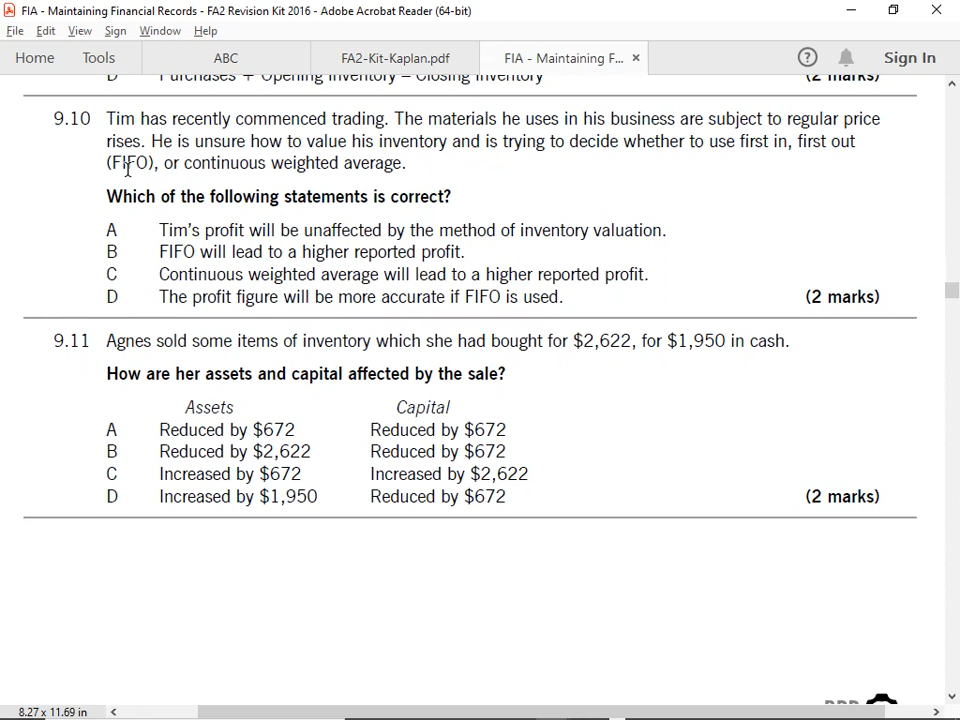 FIA - Maintaining Financial Records - FA2 Revision Kit 2016 - Adobe Acrobat Reader (64-bit)
File Edit View Sign Window Help
Home Tools ABC FA2-Kit-Kaplan.pdf FIA - Maintaining F... × ? Sign In
D Purchases + Opening inventory – Closing inventory (2 marks)
9.10 Tim has recently commenced trading. The materials he uses in his business are subject to regular price
rises. He is unsure how to value his inventory and is trying to decide whether to use first in, first out
(FIFO), or continuous weighted average.
Which of the following statements is correct?
A Tim's profit will be unaffected by the method of inventory valuation.
B FIFO will lead to a higher reported profit.
C Continuous weighted average will lead to a higher reported profit.
D The profit figure will be more accurate if FIFO is used. (2 marks)
9.11 Agnes sold some items of inventory which she had bought for $2,622, for $1,950 in cash.
How are her assets and capital affected by the sale?
Assets Capital
A Reduced by $672 Reduced by $672
B Reduced by $2,622 Reduced by $672
C Increased by $672 Increased by $2,622
D Increased by $1,950 Reduced by $672 (2 marks)
8.27 x 11.69 in